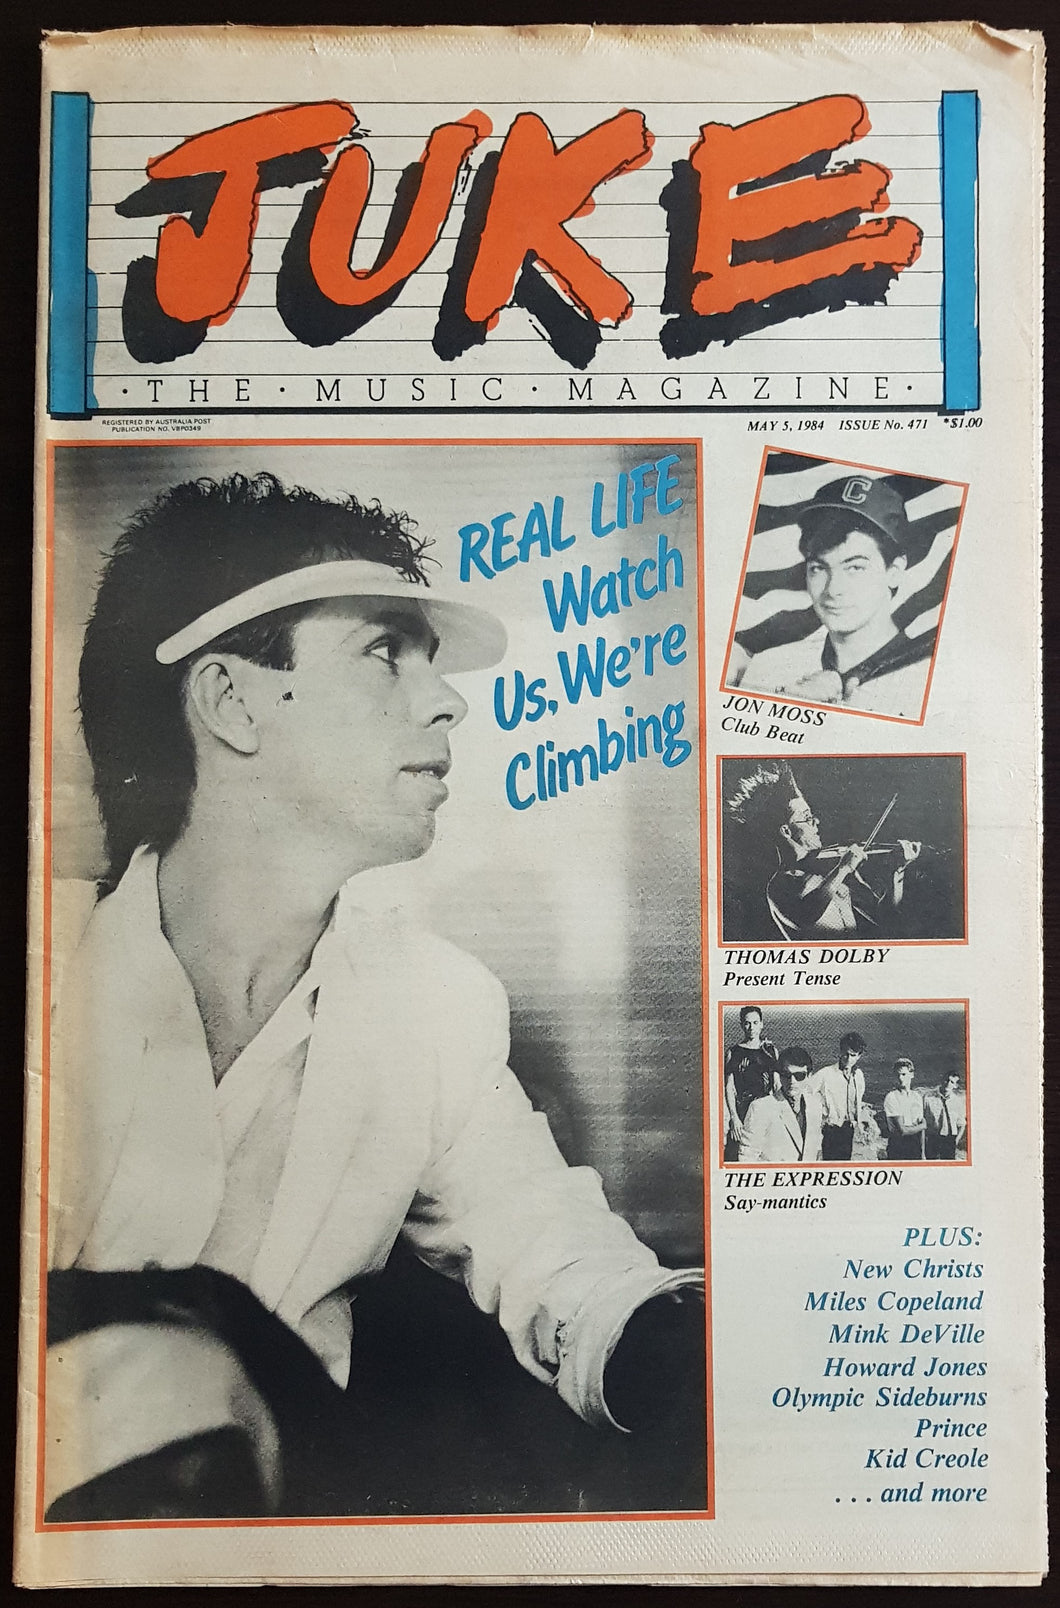 JUKE
·THE·MUSIC·MAGAZINE·
REGISTERED BY AUSTRALIA POST
PUBLICATION NO. VBP0349
MAY 5, 1984 ISSUE No. 471 *$1.00
REAL LIFE
Watch
Us, We're
Climbing
C
JON MOSS
Club Beat
THOMAS DOLBY
Present Tense
THE EXPRESSION
Say-mantics
PLUS:
New Christs
Miles Copeland
Mink DeVille
Howard Jones
Olympic Sideburns
Prince
Kid Creole
. . . and more